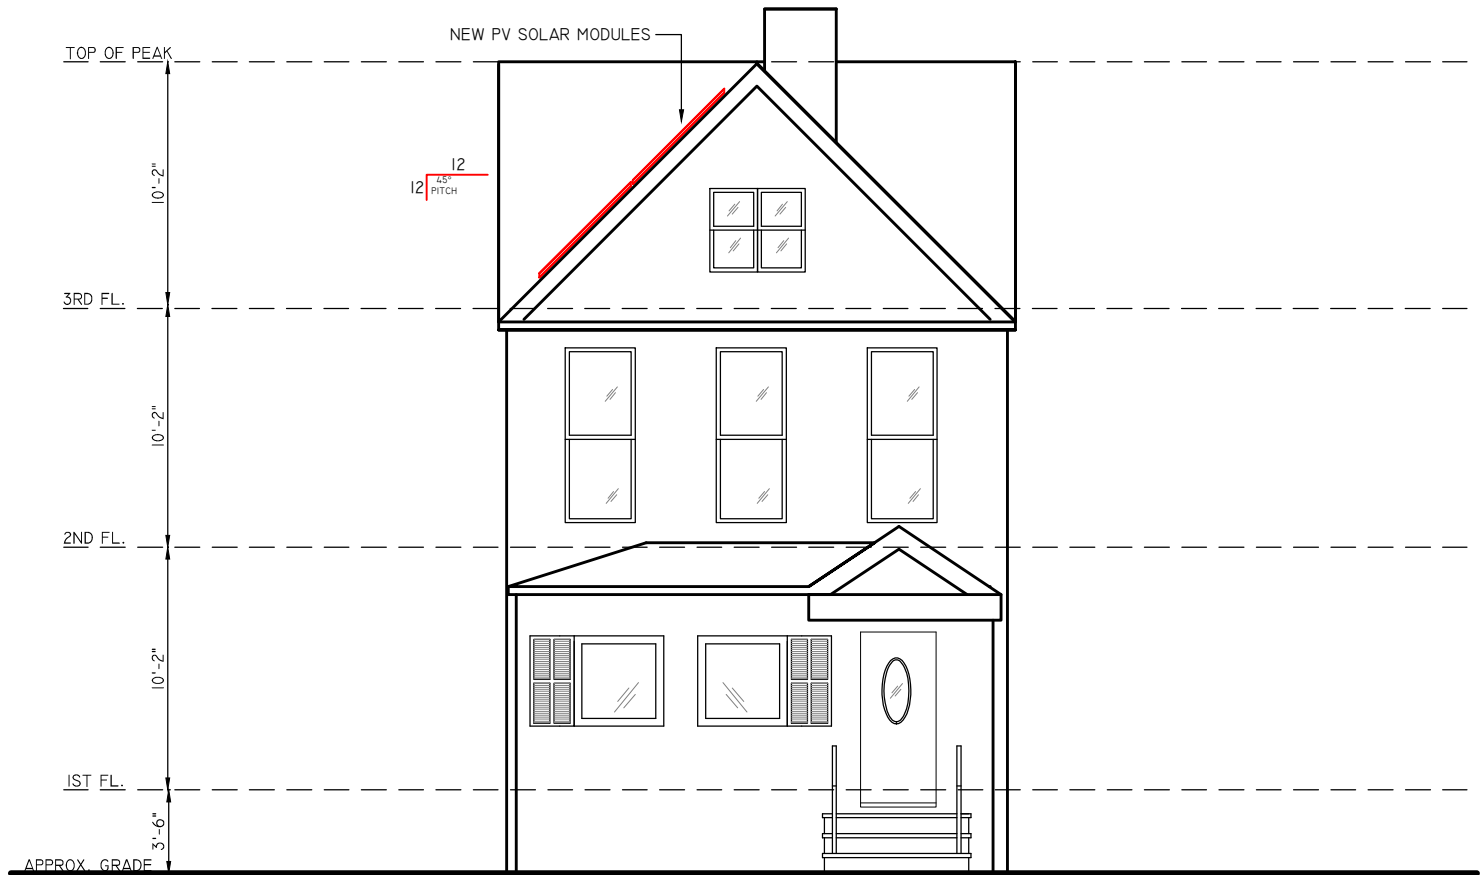 NEW PV SOLAR MODULES
TOP OF PEAK
10'-2"
12
12
45°
PITCH
3RD FL.
10'-2"
2ND FL.
10'-2"
1ST FL.
3'-6"
APPROX. GRADE